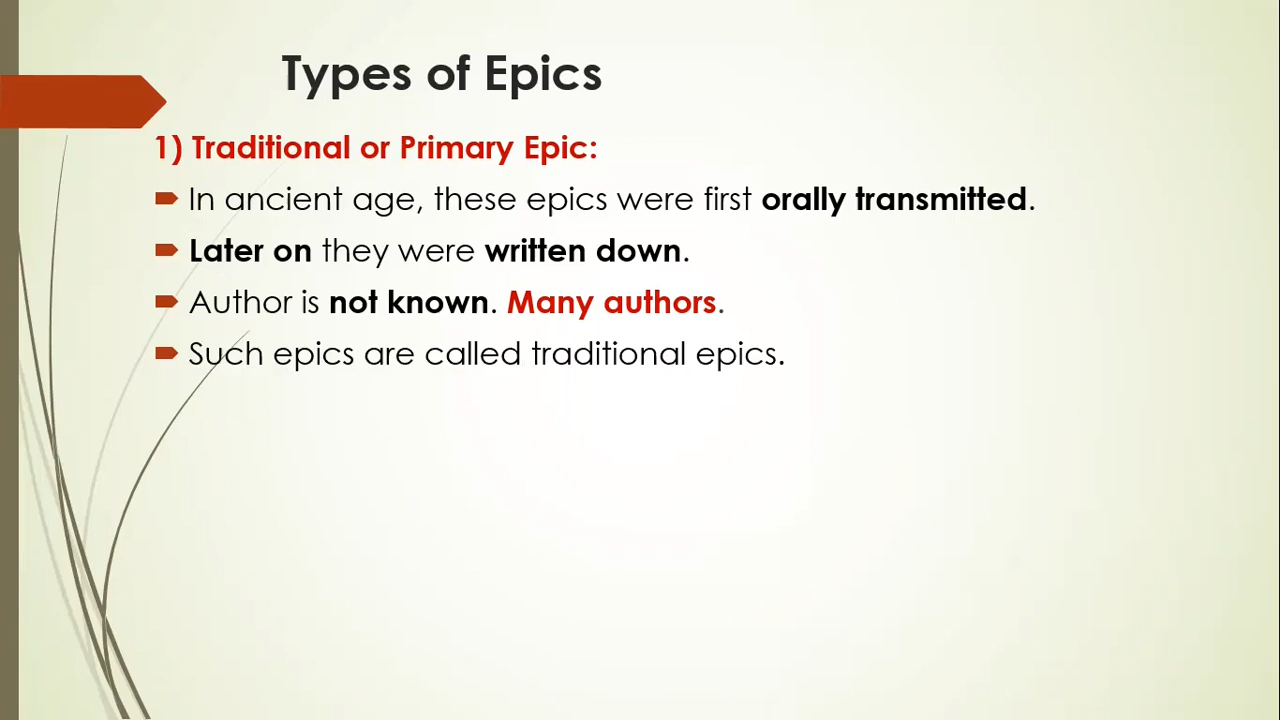 Types of Epics
1) Traditional or Primary Epic:
In ancient age, these epics were first orally transmitted.
Later on they were written down.
Author is not known. Many authors.
Such epics are called traditional epics.